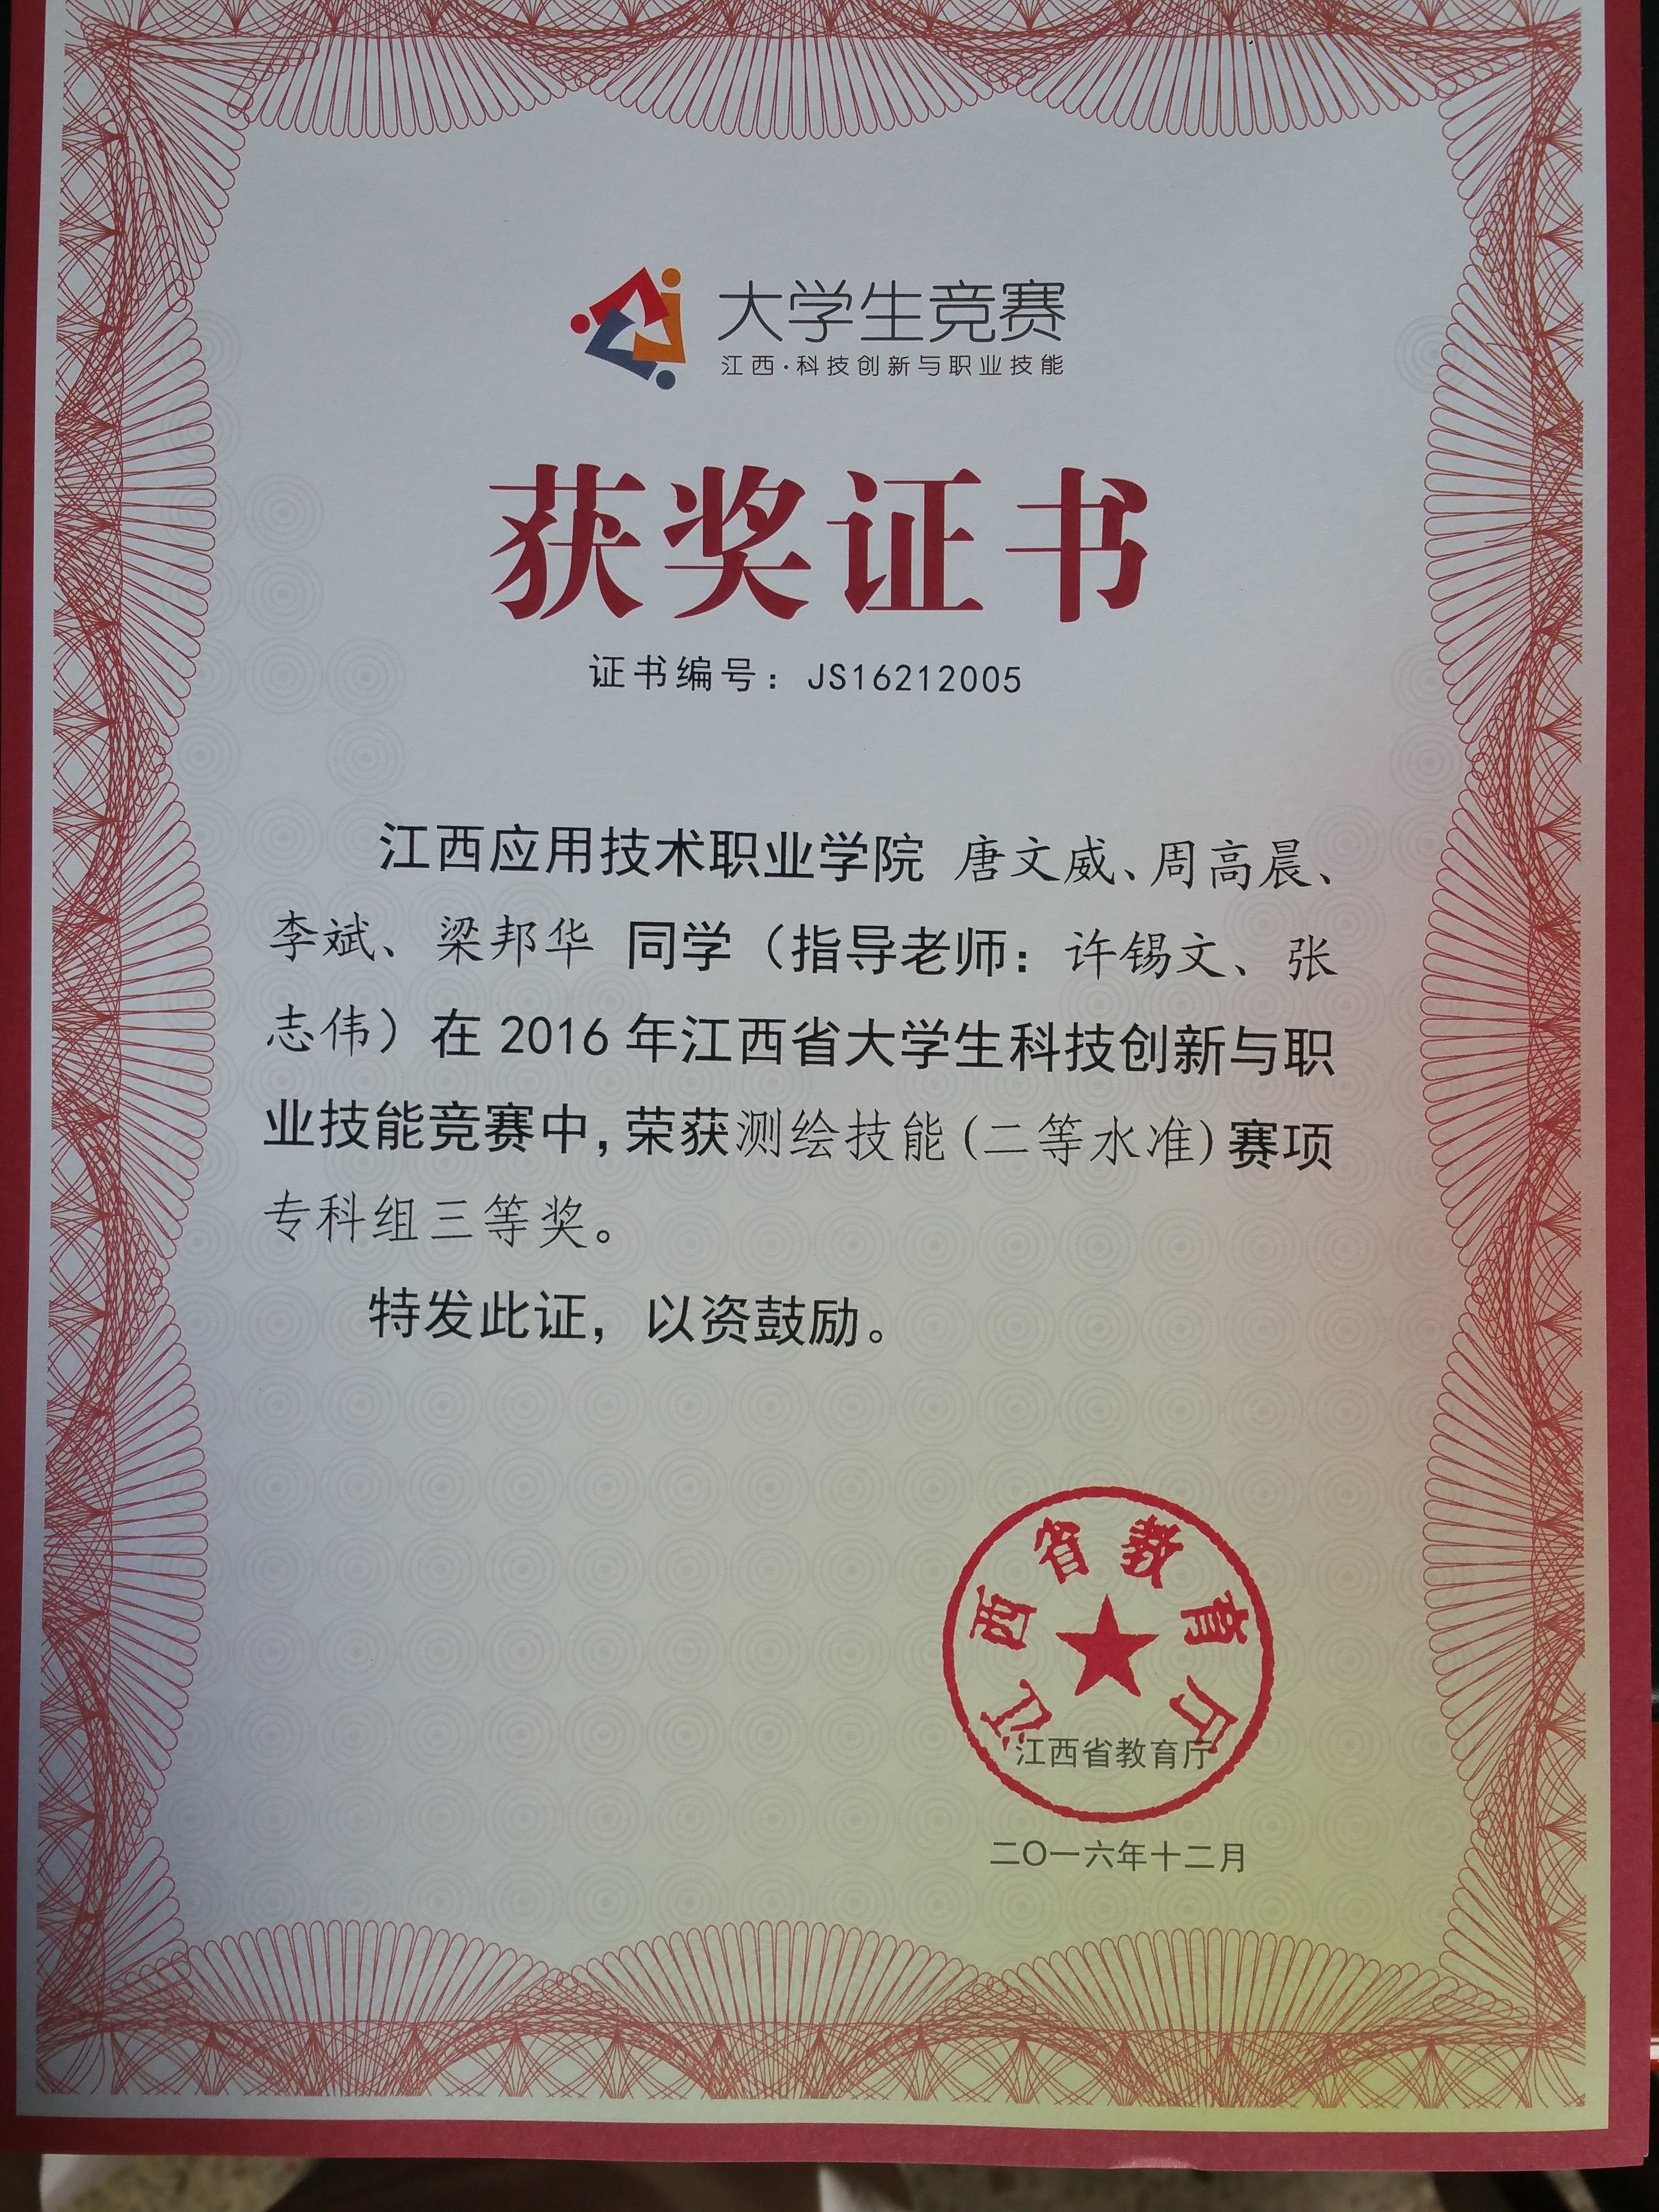 大学生竞赛
江西·科技创新与职业技能
获奖证书
证书编号：JS16212005
江西应用技术职业学院 唐文威、周高晨、
李斌、梁邦华 同学（指导老师：许锡文、张
志伟）在 2016 年江西省大学生科技创新与职
业技能竞赛中，荣获测绘技能(二等水准)赛项
专科组三等奖。
特发此证，以资鼓励。
江西省教育厅
江西省教育厅
二〇一六年十二月